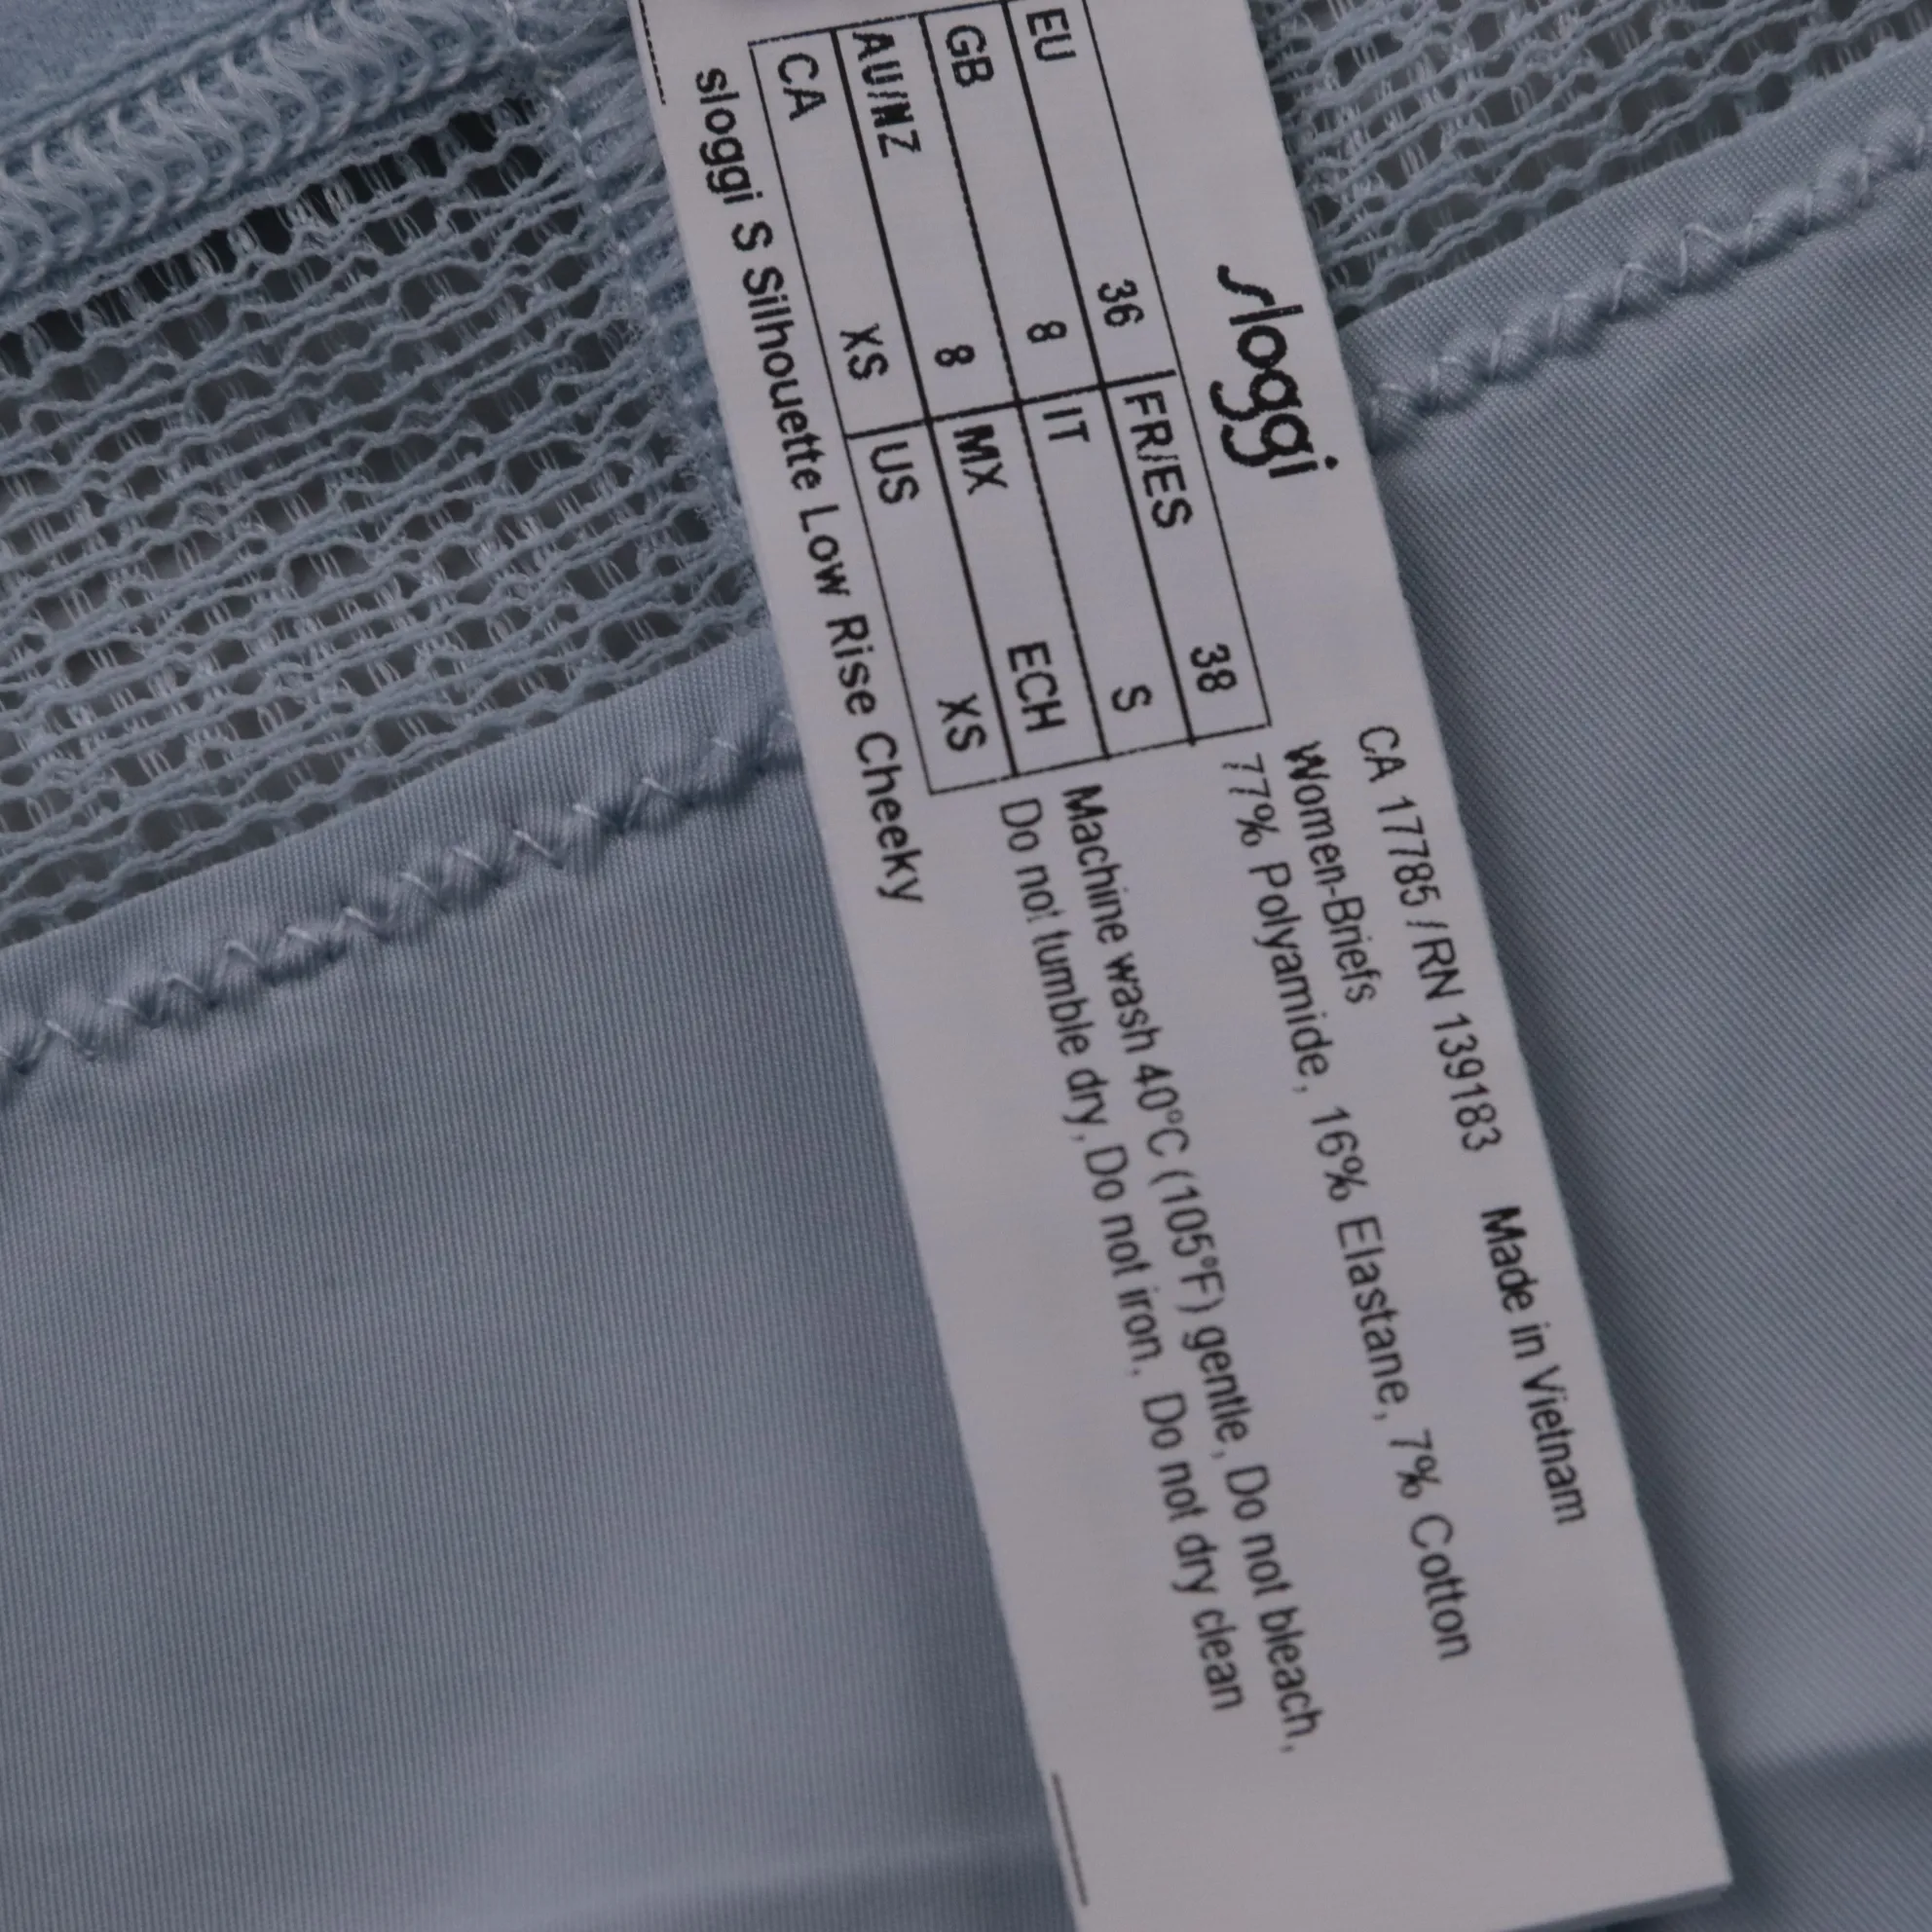 sloggi
EU 36 FR/ES 38
GB 8 IT S
AU/NZ 8 MX ECH
CA XS US XS
sloggi S Silhouette Low Rise Cheeky
CA 17785 / RN 139183 Made in Vietnam
Women-Briefs
77% Polyamide, 16% Elastane, 7% Cotton
Machine wash 40°C (105°F) gentle, Do not bleach,
Do not tumble dry, Do not iron, Do not dry clean